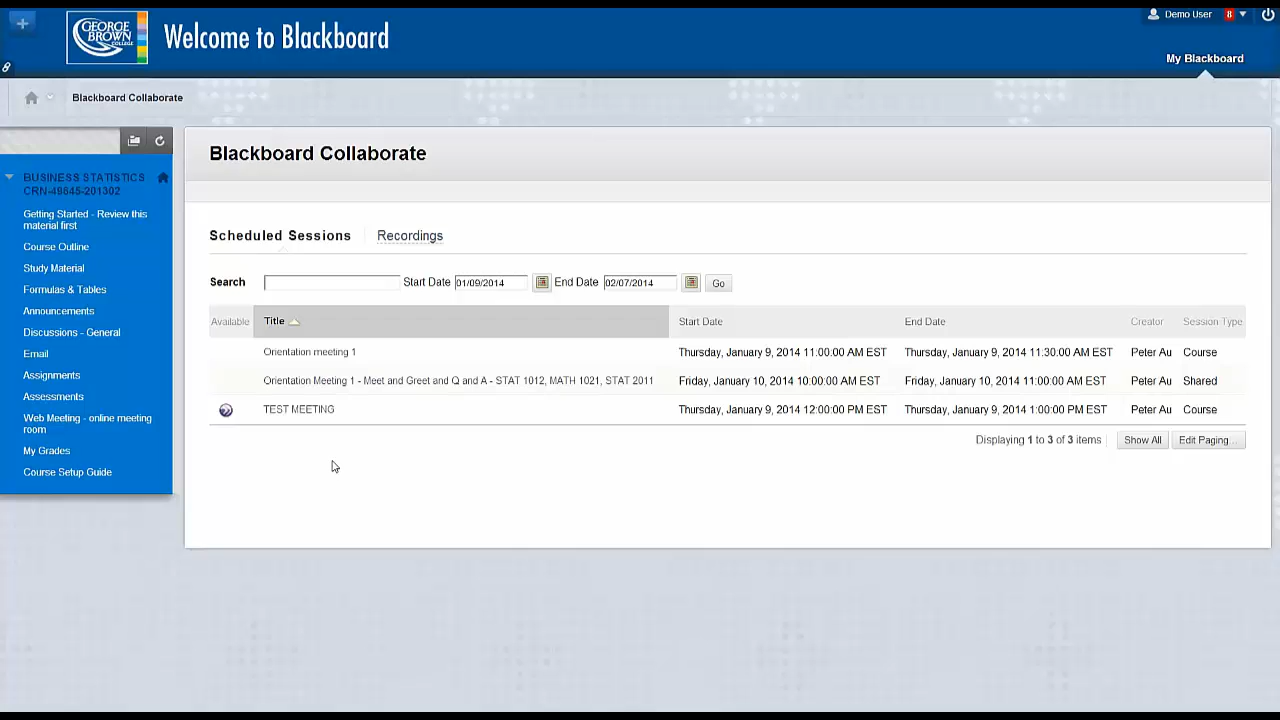 GEORGE
BROWN
COLLEGE
Welcome to Blackboard
Demo User 8
My Blackboard
Blackboard Collaborate
BUSINESS STATISTICS
CRN-49845-201302
Getting Started - Review this
material first
Course Outline
Study Material
Formulas & Tables
Announcements
Discussions - General
Email
Assignments
Assessments
Web Meeting - online meeting
room
My Grades
Course Setup Guide
Blackboard Collaborate
Scheduled Sessions Recordings
Search Start Date 01/09/2014 End Date 02/07/2014 Go
Available Title Start Date End Date Creator Session Type
Orientation meeting 1 Thursday, January 9, 2014 11:00:00 AM EST Thursday, January 9, 2014 11:30:00 AM EST Peter Au Course
Orientation Meeting 1 - Meet and Greet and Q and A - STAT 1012, MATH 1021, STAT 2011 Friday, January 10, 2014 10:00:00 AM EST Friday, January 10, 2014 11:00:00 AM EST Peter Au Shared
TEST MEETING Thursday, January 9, 2014 12:00:00 PM EST Thursday, January 9, 2014 1:00:00 PM EST Peter Au Course
Displaying 1 to 3 of 3 items Show All Edit Paging...